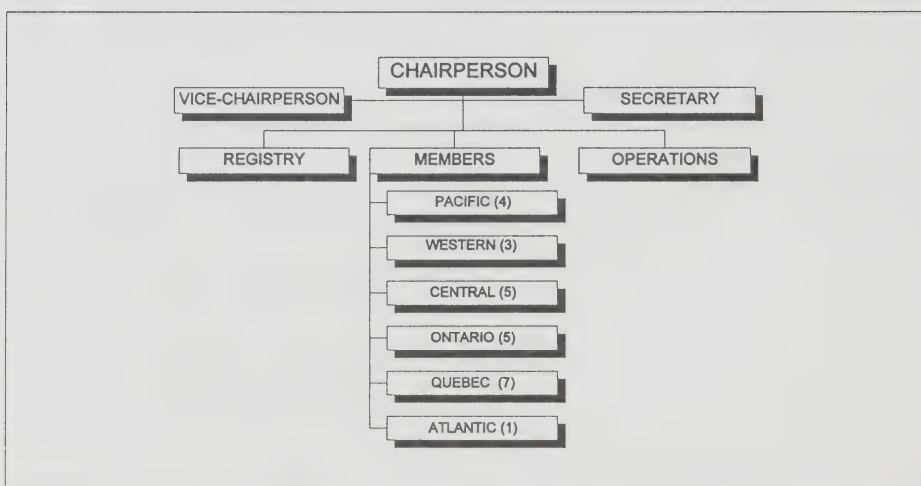 CHAIRPERSON
VICE-CHAIRPERSON
SECRETARY
REGISTRY
MEMBERS
OPERATIONS
PACIFIC (4)
WESTERN (3)
CENTRAL (5)
ONTARIO (5)
QUEBEC (7)
ATLANTIC (1)